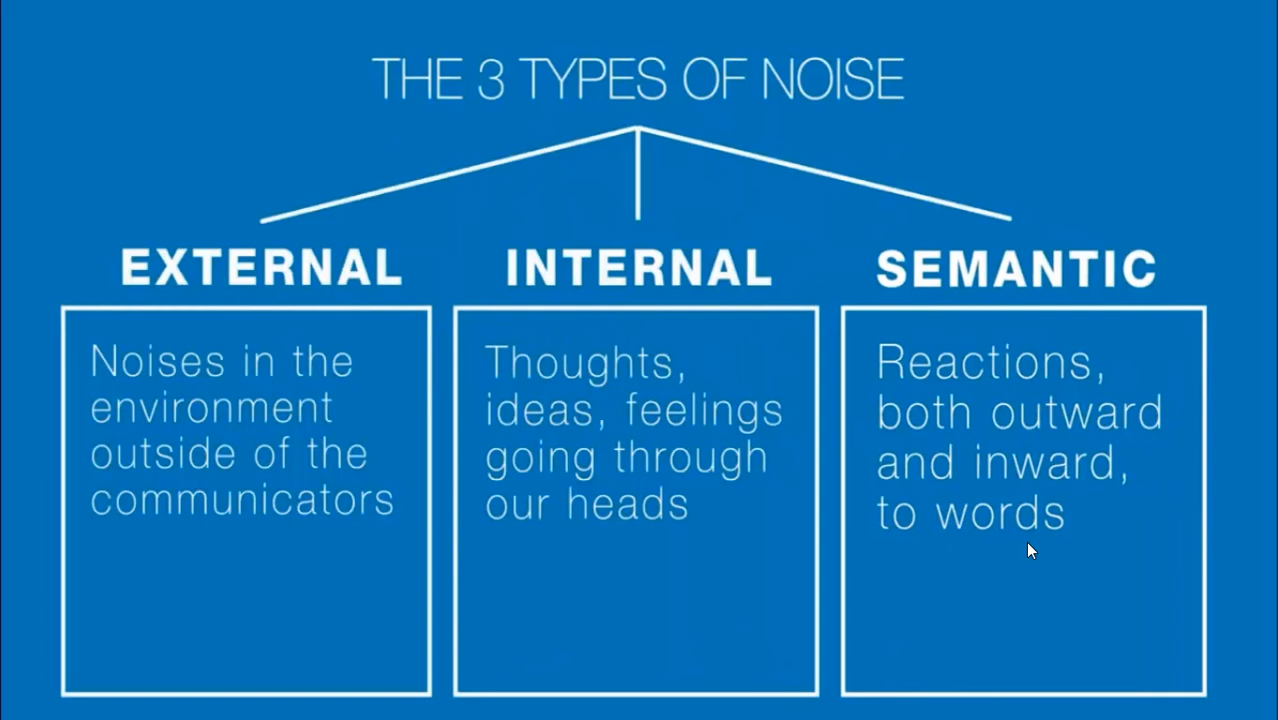 THE 3 TYPES OF NOISE
EXTERNAL
Noises in the
environment
outside of the
communicators
INTERNAL
Thoughts,
ideas, feelings
going through
our heads
SEMANTIC
Reactions,
both outward
and inward,
to words